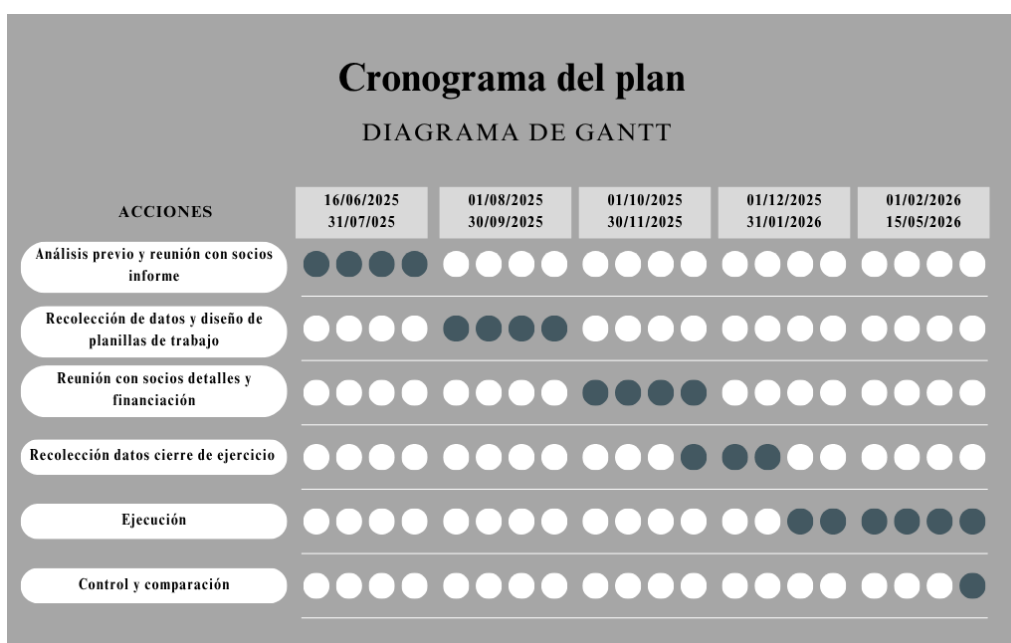 Cronograma del plan
DIAGRAMA DE GANTT
ACCIONES
16/06/2025
31/07/025
01/08/2025
30/09/2025
01/10/2025
30/11/2025
01/12/2025
31/01/2026
01/02/2026
15/05/2026
Análisis previo y reunión con socios
informe
Recolección de datos y diseño de
planillas de trabajo
Reunión con socios detalles y
financiación
Recolección datos cierre de ejercicio
Ejecución
Control y comparación